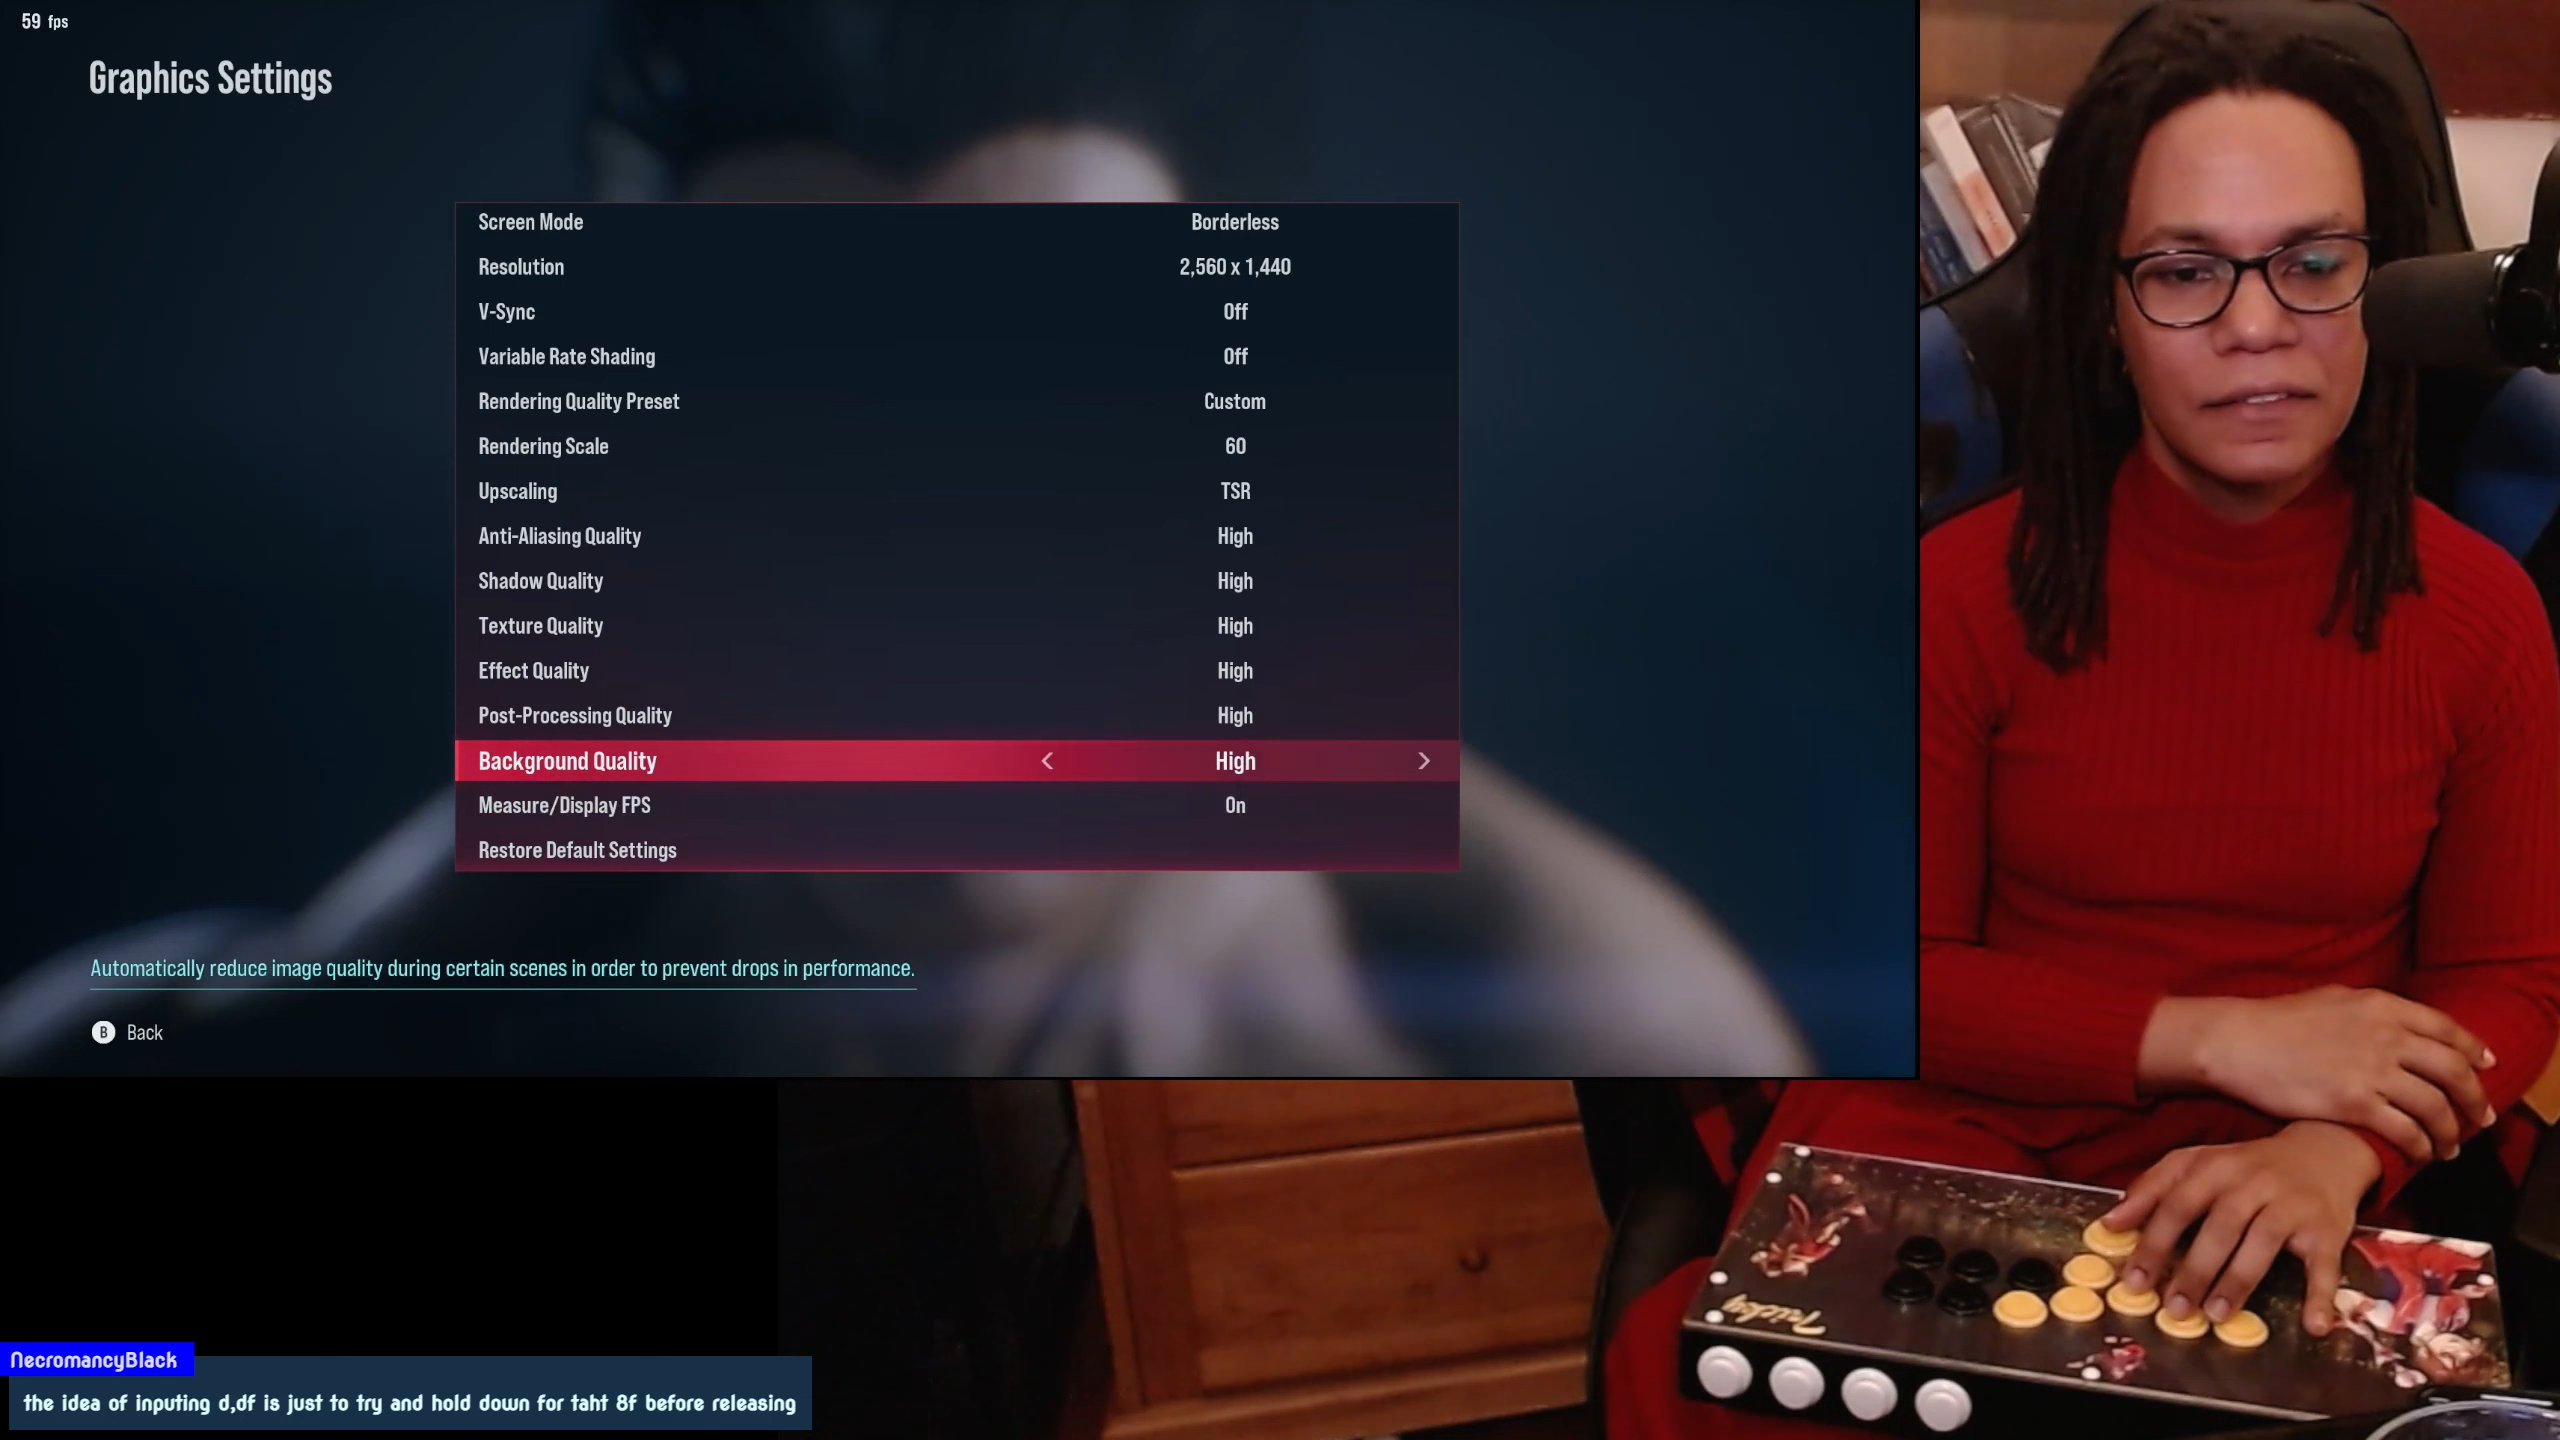 59 fps
Graphics Settings
Screen Mode Borderless
Resolution 2,560 x 1,440
V-Sync Off
Variable Rate Shading Off
Rendering Quality Preset Custom
Rendering Scale 60
Upscaling TSR
Anti-Aliasing Quality High
Shadow Quality High
Texture Quality High
Effect Quality High
Post-Processing Quality High
Background Quality < High >
Measure/Display FPS On
Restore Default Settings
Automatically reduce image quality during certain scenes in order to prevent drops in performance.
B Back
NecromancyBlack
the idea of inputing d,df is just to try and hold down for taht 8f before releasing